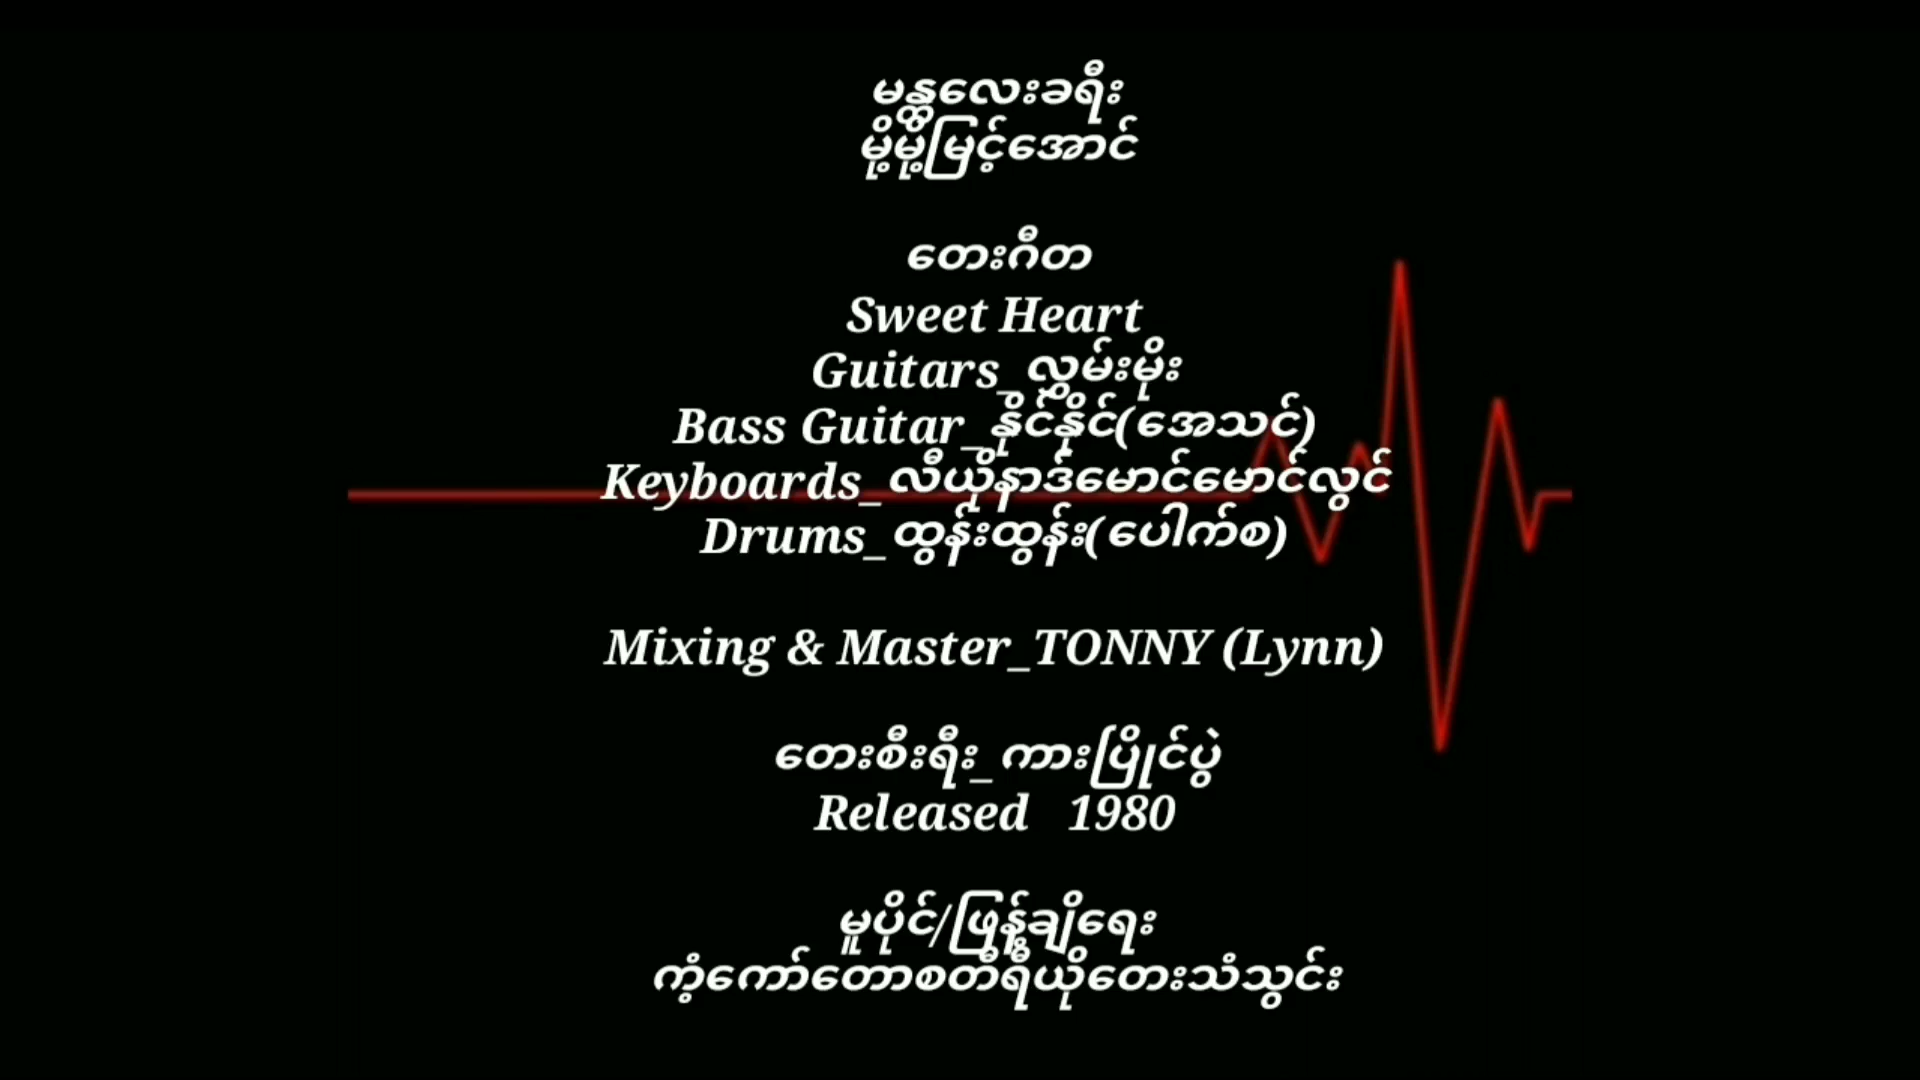 မန္တလေးခရီး
မို့မို့မြင့်အောင်
တေးဂီတ
Sweet Heart
Guitars_လွှမ်းမိုး
Bass Guitar_နိုင်နိုင်(အေသင်)
Keyboards_လီယိုနာဒ်မောင်မောင်လွင်
Drums_ထွန်းထွန်း(ပေါက်စ)
Mixing & Master_TONNY (Lynn)
တေးစီးရီး_ကားပြိုင်ပွဲ
Released 1980
မူပိုင်/ဖြန့်ချိရေး
ကံ့ကော်တောစတီရီယိုတေးသံသွင်း